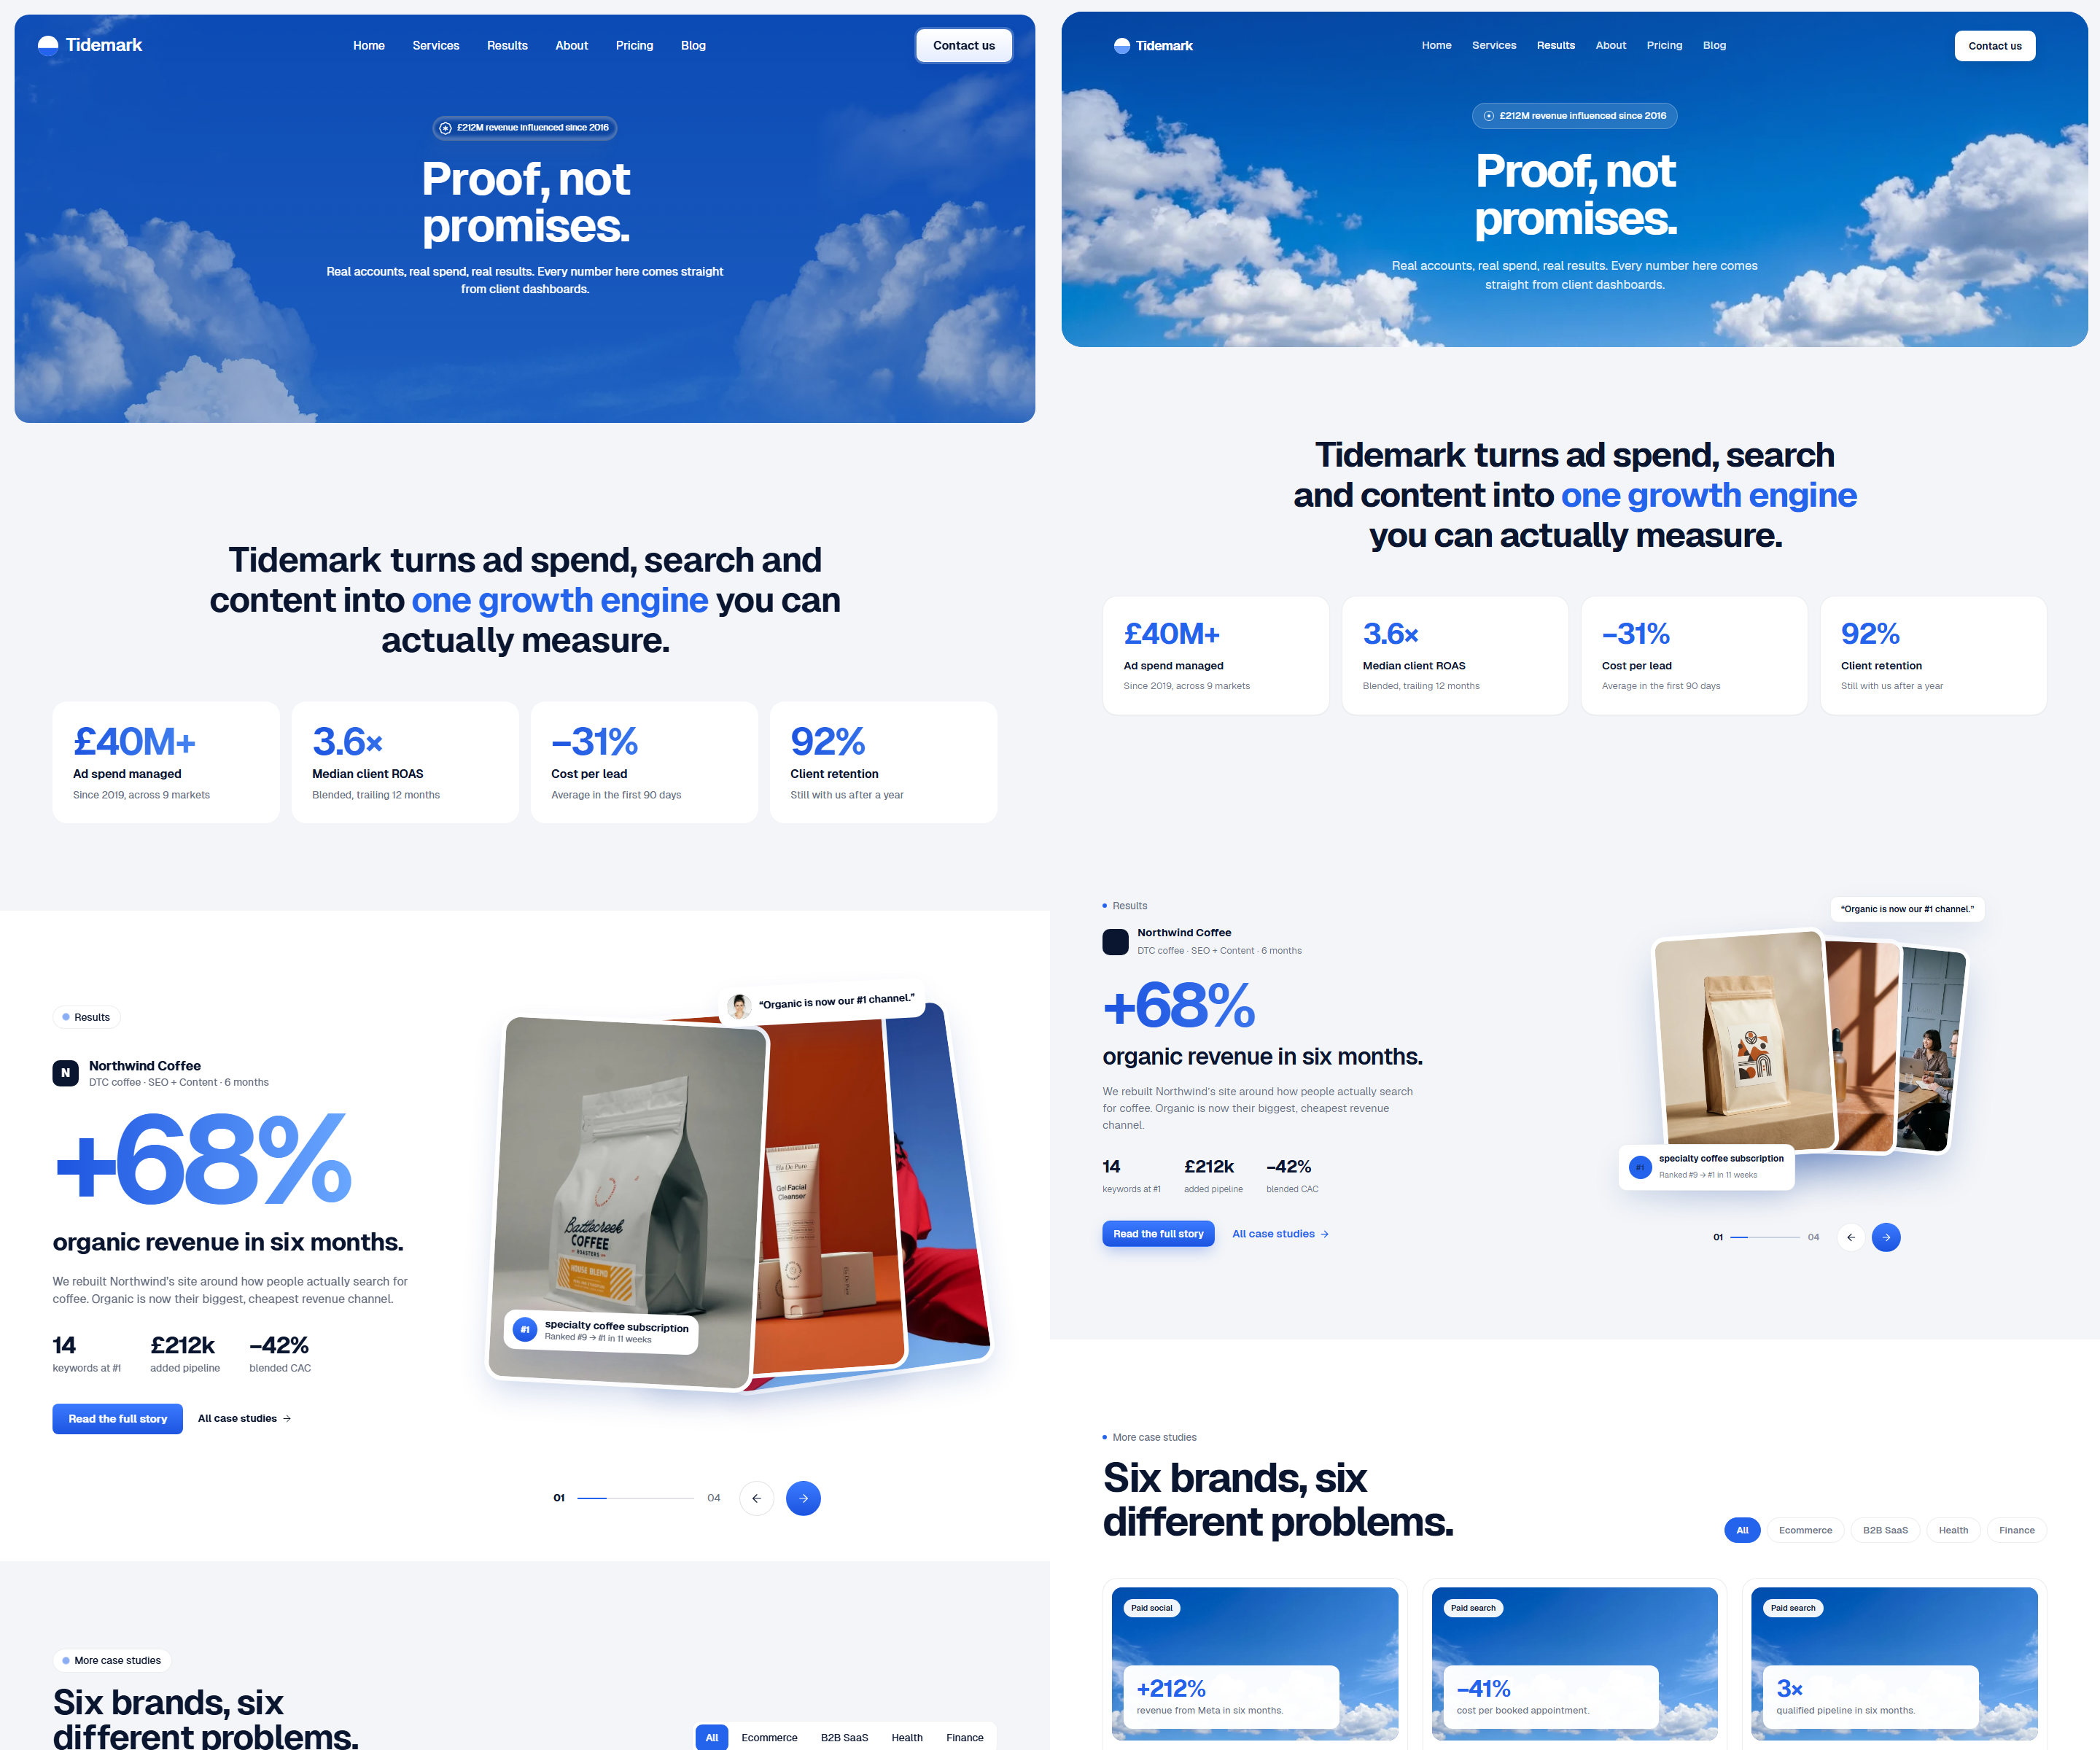 Tidemark
Home Services Results About Pricing Blog
Contact us
£212M revenue influenced since 2016
Proof, not
promises.
Real accounts, real spend, real results. Every number here comes straight
from client dashboards.
Tidemark turns ad spend, search and
content into one growth engine you can
actually measure.
£40M+
Ad spend managed
Since 2019, across 9 markets
3.6×
Median client ROAS
Blended, trailing 12 months
−31%
Cost per lead
Average in the first 90 days
92%
Client retention
Still with us after a year
Results
N
Northwind Coffee
DTC coffee · SEO + Content · 6 months
+68%
organic revenue in six months.
We rebuilt Northwind's site around how people actually search for
coffee. Organic is now their biggest, cheapest revenue channel.
14
keywords at #1
£212k
added pipeline
−42%
blended CAC
Read the full story
All case studies →
“Organic is now our #1 channel.”
Battlecreek
COFFEE
ROASTERS
HOUSE BLEND
Gel Facial
Cleanser
#1
specialty coffee subscription
Ranked #9 → #1 in 11 weeks
01
04
← →
More case studies
Six brands, six
different problems.
All Ecommerce B2B SaaS Health Finance
Tidemark
Home Services Results About Pricing Blog
Contact us
£212M revenue influenced since 2016
Proof, not
promises.
Real accounts, real spend, real results. Every number here comes
straight from client dashboards.
Tidemark turns ad spend, search
and content into one growth engine
you can actually measure.
£40M+
Ad spend managed
Since 2019, across 9 markets
3.6×
Median client ROAS
Blended, trailing 12 months
−31%
Cost per lead
Average in the first 90 days
92%
Client retention
Still with us after a year
Results
Northwind Coffee
DTC coffee · SEO + Content · 6 months
+68%
organic revenue in six months.
We rebuilt Northwind's site around how people actually search
for coffee. Organic is now their biggest, cheapest revenue
channel.
14
keywords at #1
£212k
added pipeline
−42%
blended CAC
Read the full story
All case studies →
“Organic is now our #1 channel.”
#1
specialty coffee subscription
Ranked #9 → #1 in 11 weeks
01
04
← →
More case studies
Six brands, six
different problems.
All Ecommerce B2B SaaS Health Finance
Paid social
+212%
revenue from Meta in six months.
Paid search
−41%
cost per booked appointment.
Paid search
3×
qualified pipeline in six months.